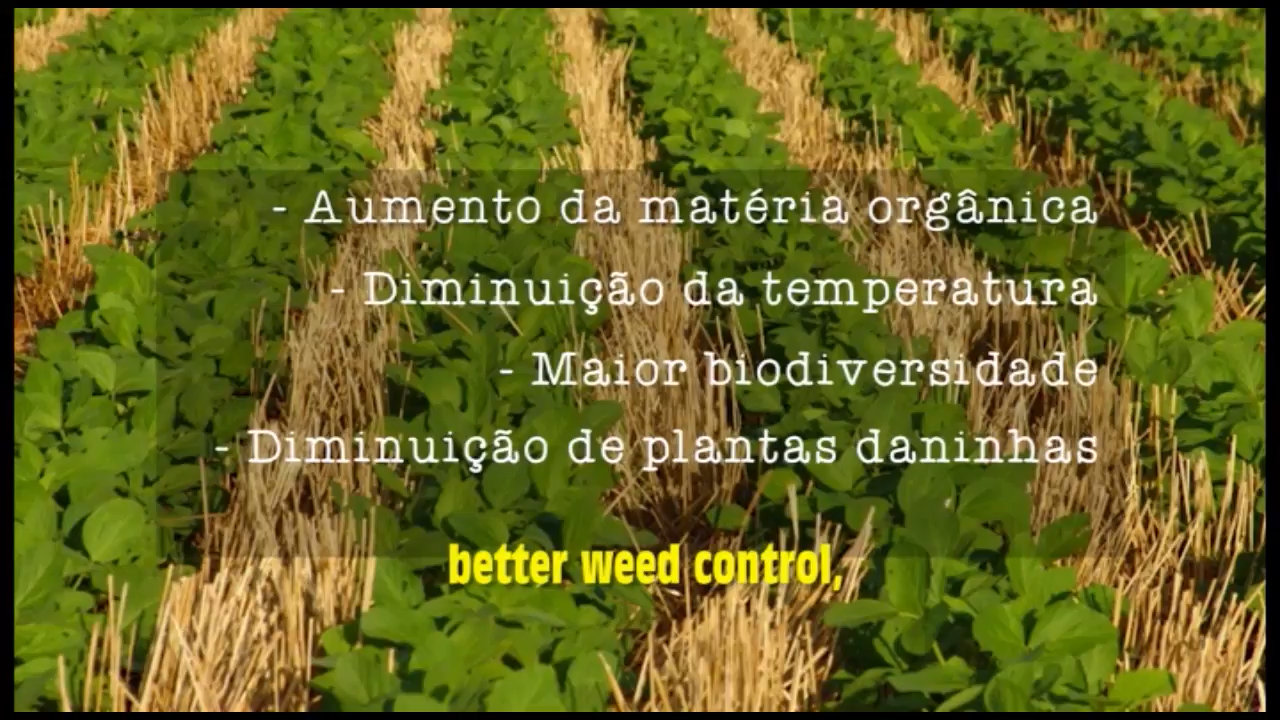 - Aumento da matéria orgânica
- Diminuição da temperatura
- Maior biodiversidade
- Diminuição de plantas daninhas
better weed control,